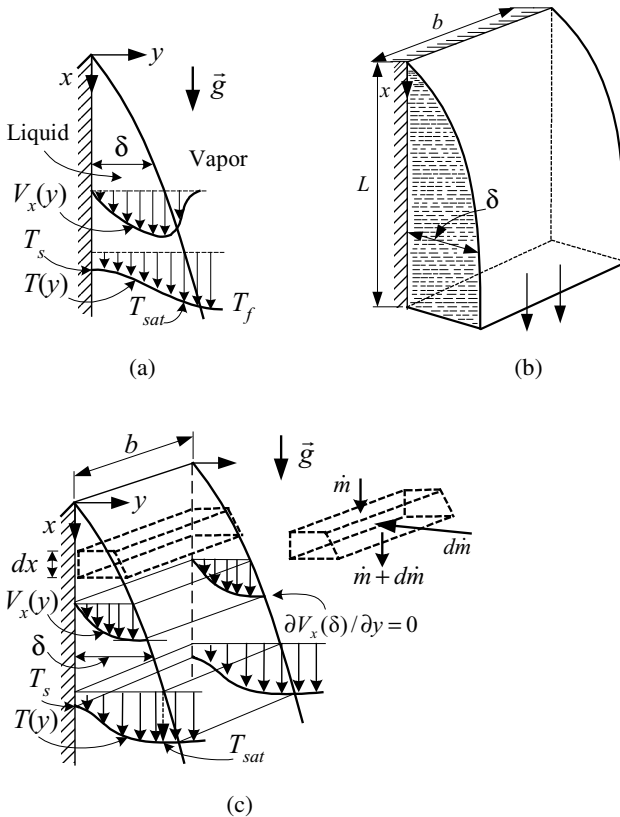 y
x
g⃗
Liquid
δ
Vapor
V_x(y)
T_s
T(y)
T_sat
T_f
(a)
b
x
L
δ
(b)
b
g⃗
y
x
ṁ
dx
dṁ
ṁ + dṁ
V_x(y)
∂V_x(δ)/∂y = 0
δ
T_s
T(y)
T_sat
(c)